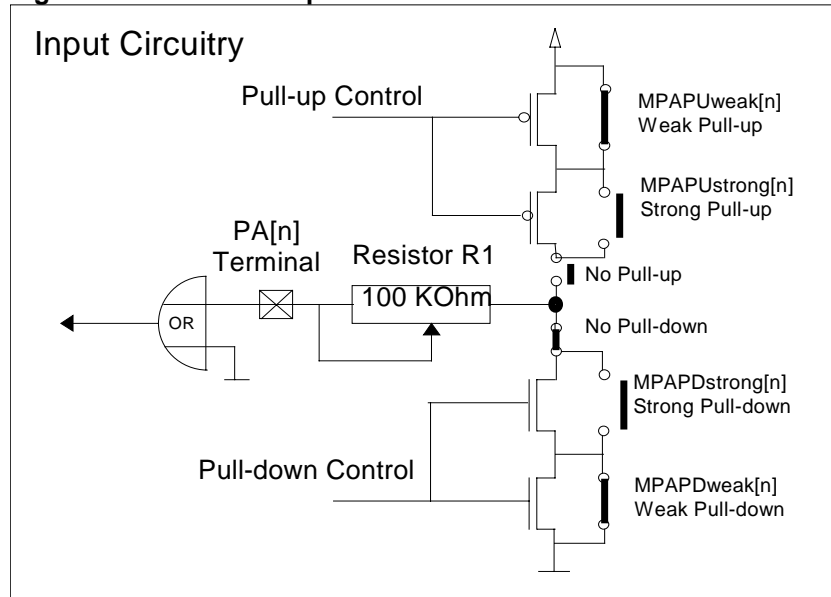 Input Circuitry
Pull-up Control
MPAPUweak[n]
Weak Pull-up
MPAPUstrong[n]
Strong Pull-up
PA[n]
Terminal
Resistor R1
100 KOhm
No Pull-up
OR
No Pull-down
MPAPDstrong[n]
Strong Pull-down
Pull-down Control
MPAPDweak[n]
Weak Pull-down